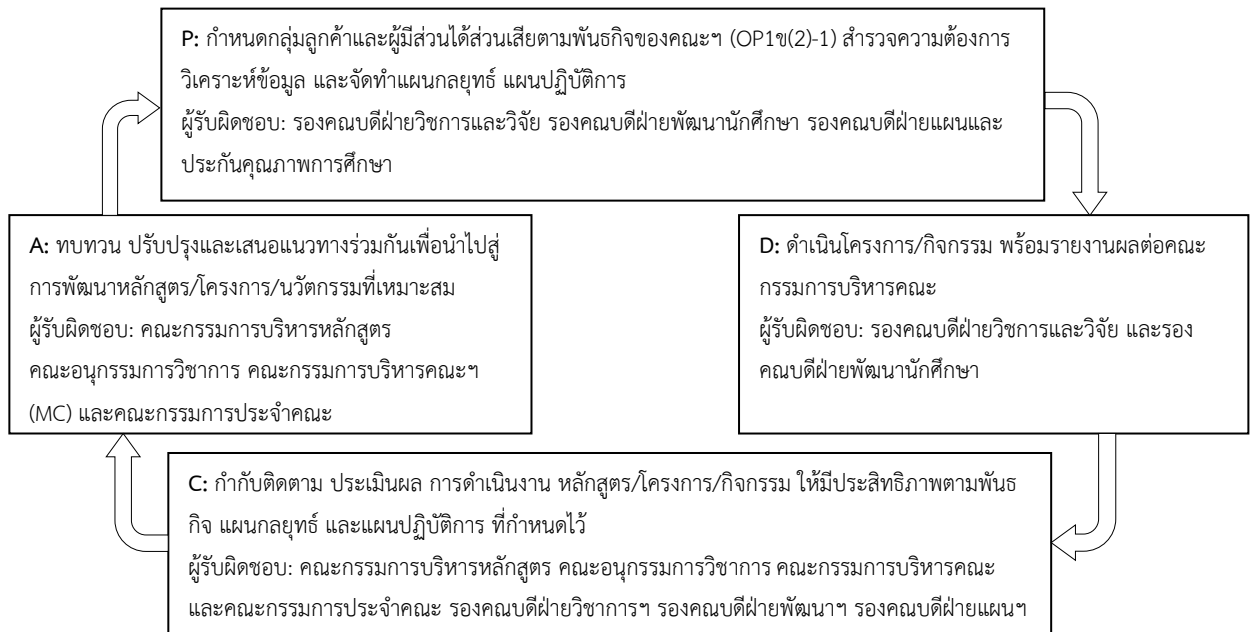 P: กำหนดกลุ่มลูกค้าและผู้มีส่วนได้ส่วนเสียตามพันธกิจของคณะฯ (OP1ข(2)-1) สำรวจความต้องการ
วิเคราะห์ข้อมูล และจัดทำแผนกลยุทธ์ แผนปฏิบัติการ
ผู้รับผิดชอบ: รองคณบดีฝ่ายวิชการและวิจัย รองคณบดีฝ่ายพัฒนานักศึกษา รองคณบดีฝ่ายแผนและ
ประกันคุณภาพการศึกษา
A: ทบทวน ปรับปรุงและเสนอแนวทางร่วมกันเพื่อนำไปสู่
การพัฒนาหลักสูตร/โครงการ/นวัตกรรมที่เหมาะสม
ผู้รับผิดชอบ: คณะกรรมการบริหารหลักสูตร
คณะอนุกรรมการวิชาการ คณะกรรมการบริหารคณะฯ
(MC) และคณะกรรมการประจำคณะ
D: ดำเนินโครงการ/กิจกรรม พร้อมรายงานผลต่อคณะ
กรรมการบริหารคณะ
ผู้รับผิดชอบ: รองคณบดีฝ่ายวิชการและวิจัย และรอง
คณบดีฝ่ายพัฒนานักศึกษา
C: กำกับติดตาม ประเมินผล การดำเนินงาน หลักสูตร/โครงการ/กิจกรรม ให้มีประสิทธิภาพตามพันธ
กิจ แผนกลยุทธ์ และแผนปฏิบัติการ ที่กำหนดไว้
ผู้รับผิดชอบ: คณะกรรมการบริหารหลักสูตร คณะอนุกรรมการวิชาการ คณะกรรมการบริหารคณะ
และคณะกรรมการประจำคณะ รองคณบดีฝ่ายวิชาการฯ รองคณบดีฝ่ายพัฒนาฯ รองคณบดีฝ่ายแผนฯ